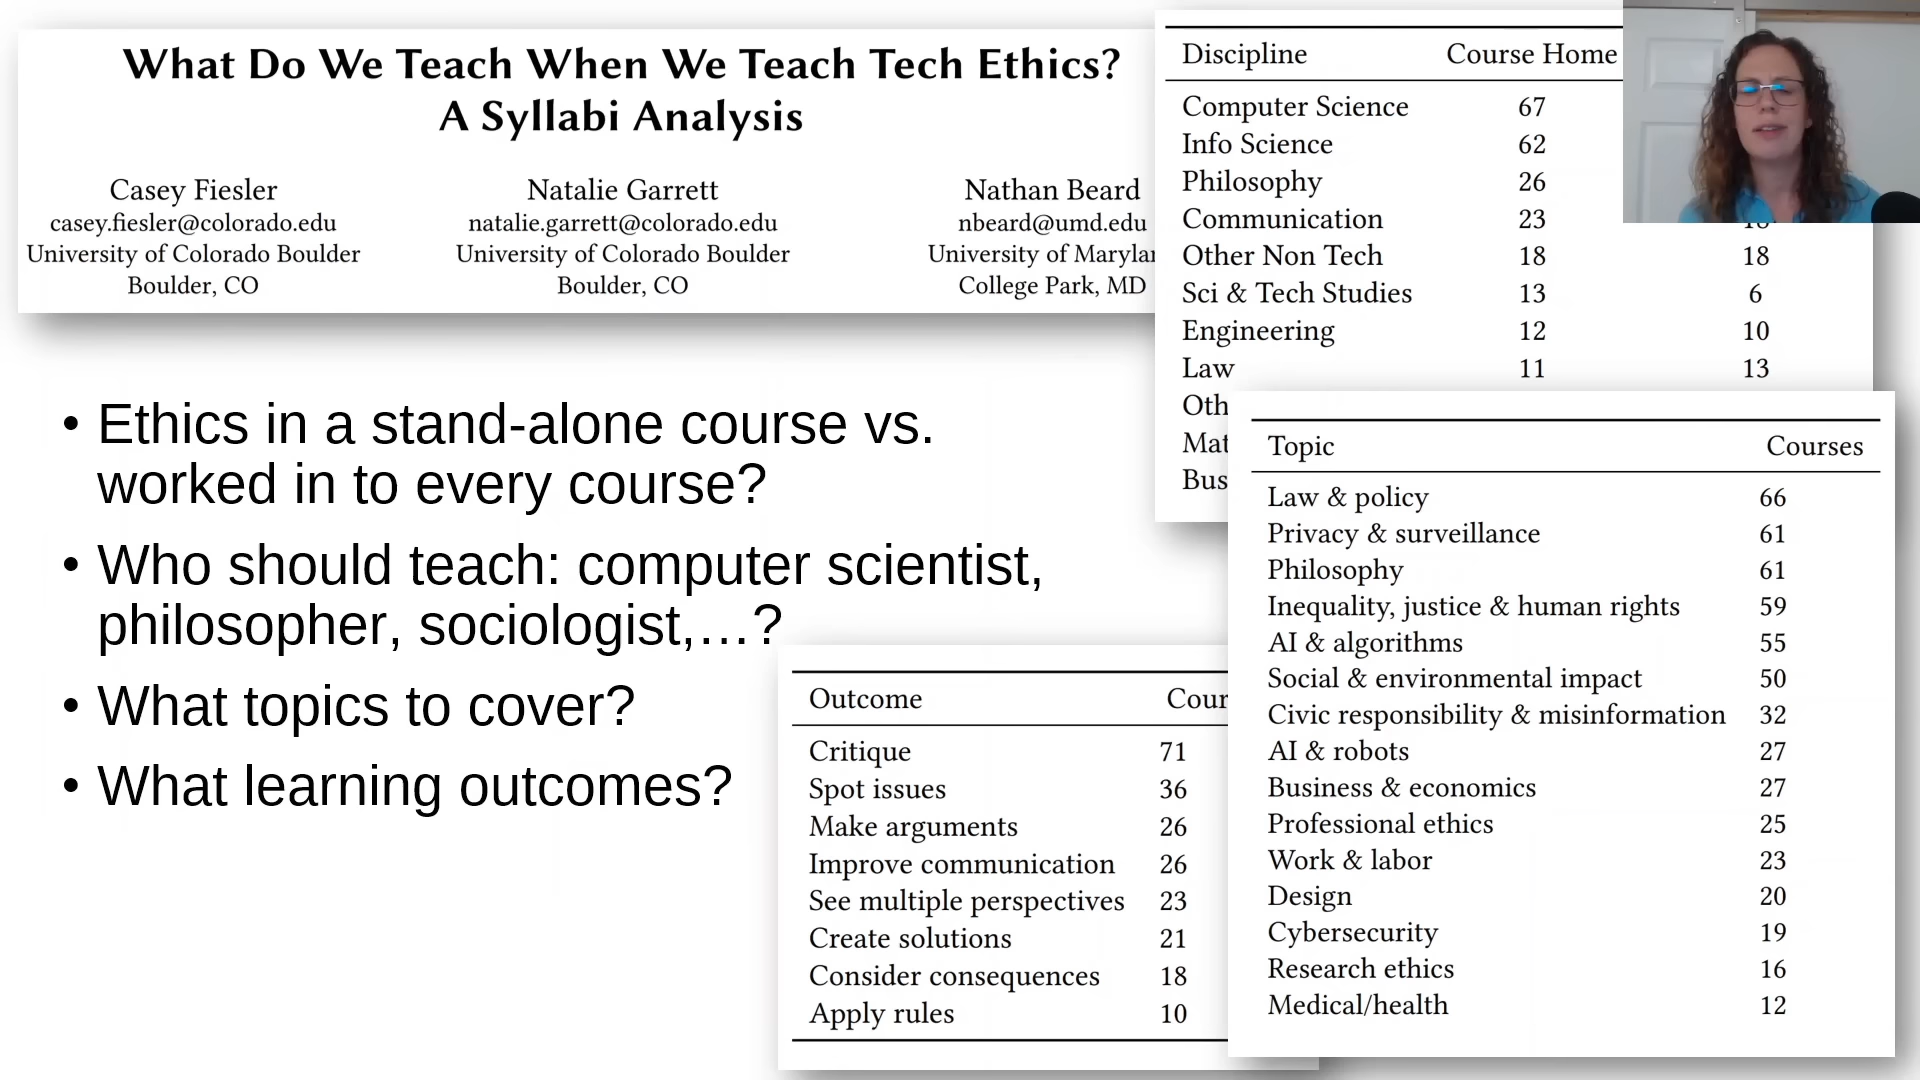 What Do We Teach When We Teach Tech Ethics?
A Syllabi Analysis
Casey Fiesler
casey.fiesler@colorado.edu
University of Colorado Boulder
Boulder, CO
Natalie Garrett
natalie.garrett@colorado.edu
University of Colorado Boulder
Boulder, CO
Nathan Beard
nbeard@umd.edu
University of Marylan
College Park, MD
• Ethics in a stand-alone course vs.
worked in to every course?
• Who should teach: computer scientist,
philosopher, sociologist,…?
• What topics to cover?
• What learning outcomes?
Discipline Course Home
Computer Science 67
Info Science 62
Philosophy 26
Communication 23
Other Non Tech 18 18
Sci & Tech Studies 13 6
Engineering 12 10
Law 11 13
Oth
Mat
Bus
Outcome Cour
Critique 71
Spot issues 36
Make arguments 26
Improve communication 26
See multiple perspectives 23
Create solutions 21
Consider consequences 18
Apply rules 10
Topic Courses
Law & policy 66
Privacy & surveillance 61
Philosophy 61
Inequality, justice & human rights 59
AI & algorithms 55
Social & environmental impact 50
Civic responsibility & misinformation 32
AI & robots 27
Business & economics 27
Professional ethics 25
Work & labor 23
Design 20
Cybersecurity 19
Research ethics 16
Medical/health 12